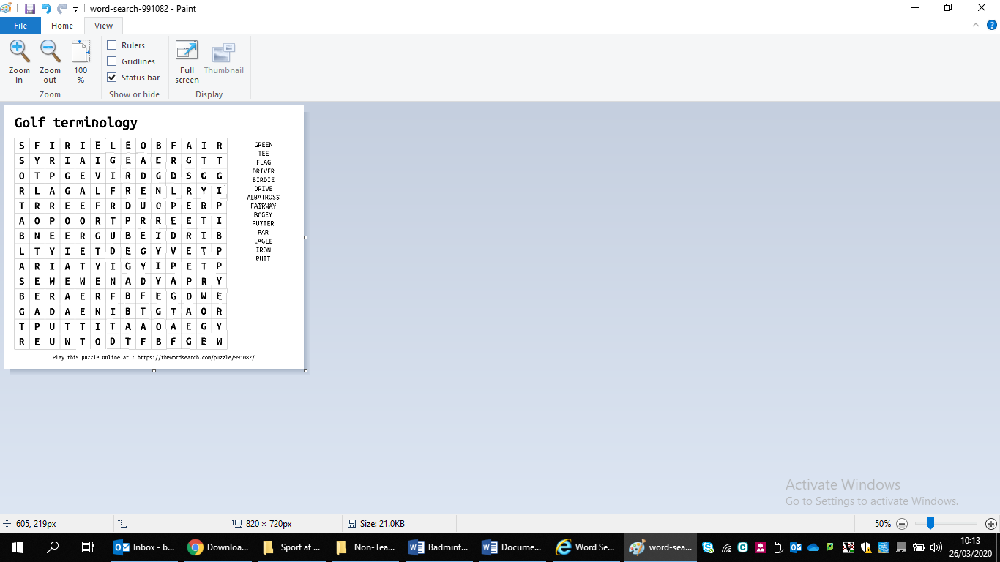 word-search-991082 - Paint
File Home View
Zoom in
Zoom out
100 %
Rulers
Gridlines
Status bar
Full screen
Thumbnail
Zoom
Show or hide
Display
Golf terminology
S F I R I E L E O B F A I R
S Y R I A I G E A E R G T T
O T P G E V I R D G D S G G
R L A G A L F R E N L R Y I
T R R E E F R D U O P E R P
A O P O O R T P R R E E T I
B N E E R G U B E I D R I B
L T Y I E T D E G Y V E T P
A R I A T Y I G Y I P E T P
S E W E W E N A D Y A P R Y
B E R A E R F B F E G D W E
G A D A E N I B T G T A O R
T P U T T I T A A O A E G Y
R E U W T O D T F B F G E W
GREEN
TEE
FLAG
DRIVER
BIRDIE
DRIVE
ALBATROSS
FAIRWAY
BOGEY
PUTTER
PAR
EAGLE
IRON
PUTT
Play this puzzle online at : https://thewordsearch.com/puzzle/991082/
Activate Windows
Go to Settings to activate Windows.
605, 219px
820 × 720px
Size: 21.0KB
50%
Inbox - b...
Downloa...
Sport at ...
Non-Tea...
Badmint...
Docume...
Word Se...
word-sea...
10:13
26/03/2020